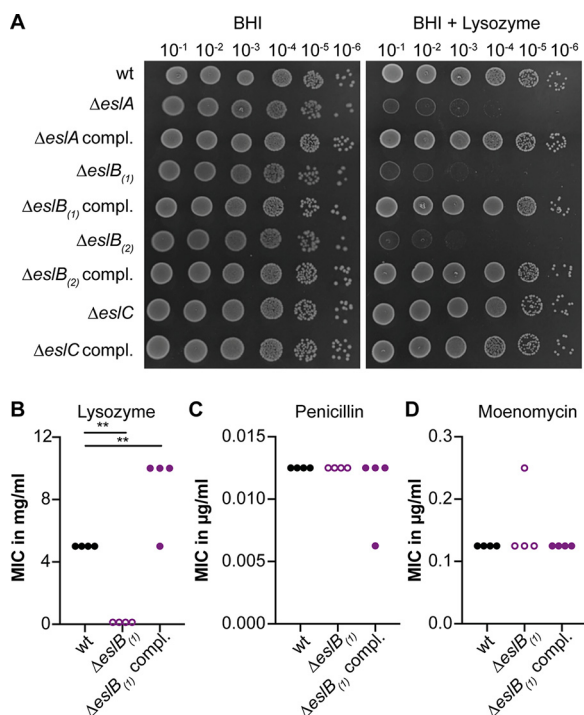 A
BHI
BHI + Lysozyme
10⁻¹ 10⁻² 10⁻³ 10⁻⁴ 10⁻⁵ 10⁻⁶ 10⁻¹ 10⁻² 10⁻³ 10⁻⁴ 10⁻⁵ 10⁻⁶
wt
ΔeslA
ΔeslA compl.
ΔeslB(1)
ΔeslB(1) compl.
ΔeslB(2)
ΔeslB(2) compl.
ΔeslC
ΔeslC compl.
B
Lysozyme
**
**
MIC in mg/ml
12
8
4
0
wt
ΔeslB(1)
ΔeslB(1) compl.
C
Penicillin
MIC in µg/ml
0.015
0.010
0.005
0.000
wt
ΔeslB(1)
ΔeslB(1) compl.
D
Moenomycin
MIC in µg/ml
0.3
0.2
0.1
0.0
wt
ΔeslB(1)
ΔeslB(1) compl.